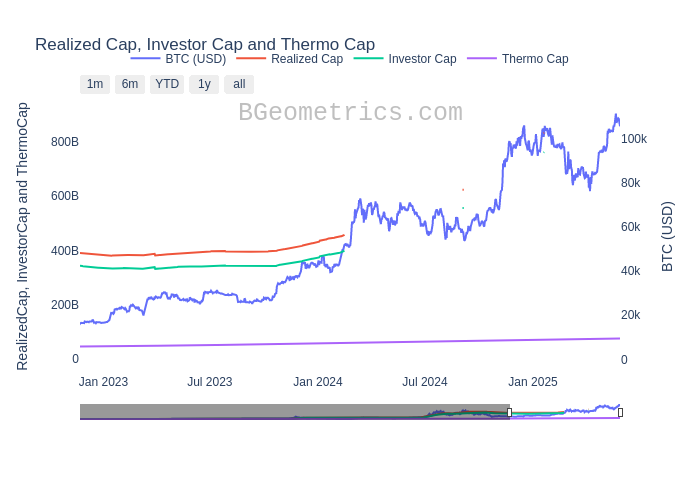 Realized Cap, Investor Cap and Thermo Cap
BTC (USD) Realized Cap Investor Cap Thermo Cap
1m 6m YTD 1y all
BGeometrics.com
RealizedCap, InvestorCap and ThermoCap
800B
600B
400B
200B
0
100k
80k
60k
40k
20k
0
BTC (USD)
Jan 2023 Jul 2023 Jan 2024 Jul 2024 Jan 2025